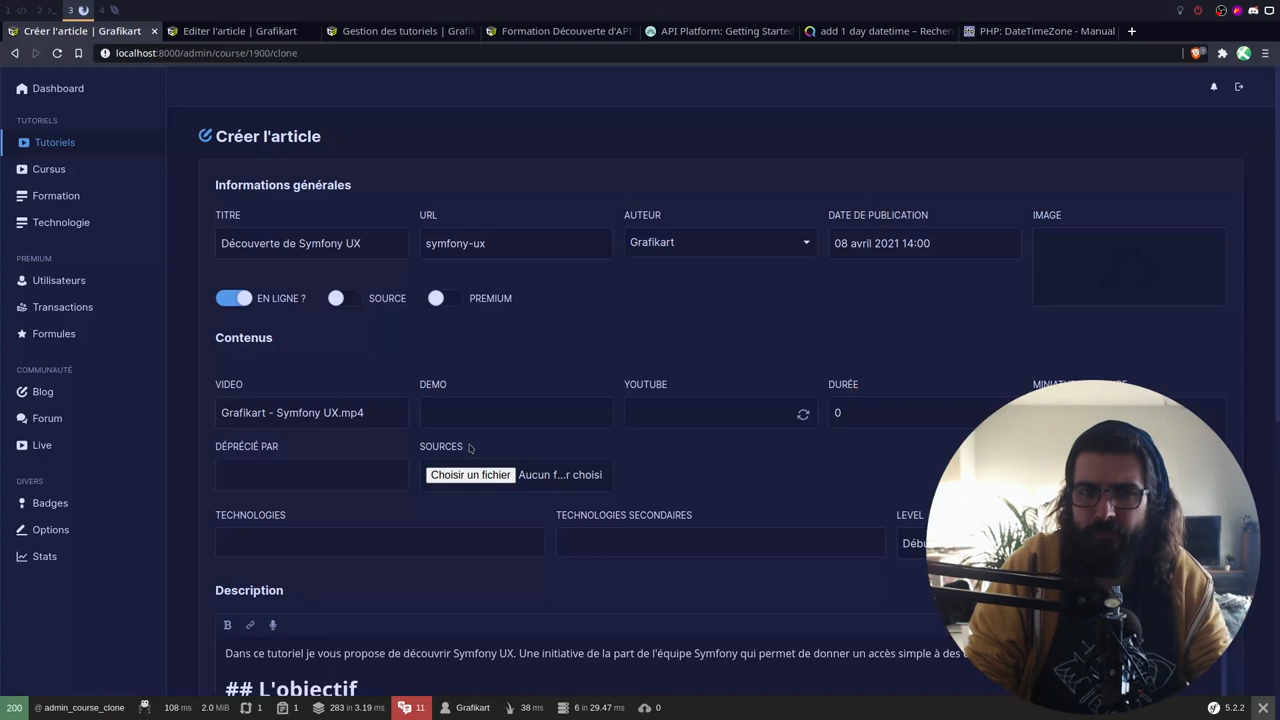 1
2
3
4
Créer l'article | Grafikart
Editer l'article | Grafikart
Gestion des tutoriels | Grafik
Formation Découverte d'API
API Platform: Getting Started
add 1 day datetime – Recher
PHP: DateTimeZone - Manual
localhost:8000/admin/course/1900/clone
Dashboard
TUTORIELS
Tutoriels
Cursus
Formation
Technologie
PREMIUM
Utilisateurs
Transactions
Formules
COMMUNAUTÉ
Blog
Forum
Live
DIVERS
Badges
Options
Stats
Créer l'article
Informations générales
TITRE URL AUTEUR DATE DE PUBLICATION IMAGE
Découverte de Symfony UX symfony-ux Grafikart 08 avril 2021 14:00
EN LIGNE ? SOURCE PREMIUM
Contenus
VIDEO DEMO YOUTUBE DURÉE
Grafikart - Symfony UX.mp4 0
DÉPRÉCIÉ PAR SOURCES
Choisir un fichier Aucun f...r choisi
TECHNOLOGIES TECHNOLOGIES SECONDAIRES LEVEL
Description
B
Dans ce tutoriel je vous propose de découvrir Symfony UX. Une initiative de la part de l'équipe Symfony qui permet de donner un accès simple à des
## L'objectif
200 @ admin_course_clone 108 ms 2.0 MiB 1 1 283 in 3.19 ms 11 Grafikart 38 ms 6 in 29.47 ms 0 5.2.2